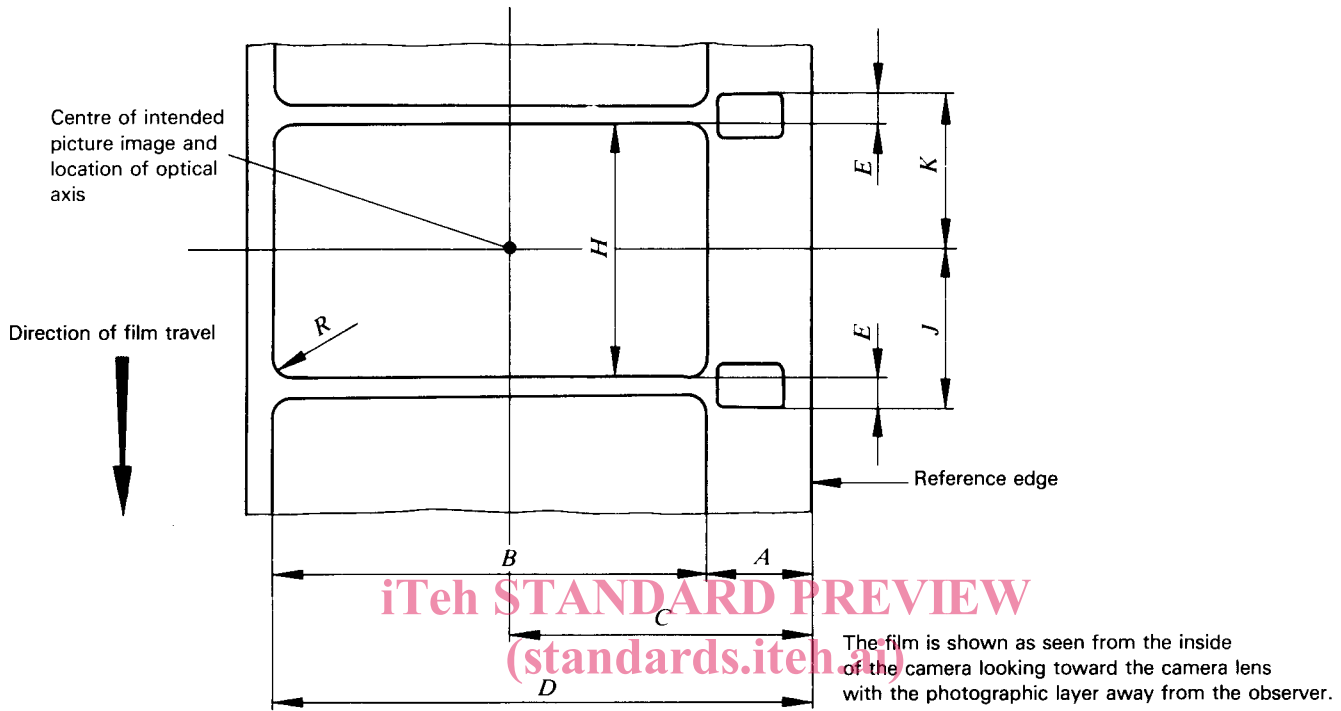 Centre of intended
picture image and
location of optical
axis
E
K
H
R
Direction of film travel
E
J
Reference edge
B
A
iTeh STANDARD PREVIEW
C
(standards.iteh.ai)
The film is shown as seen from the inside
of the camera looking toward the camera lens
with the photographic layer away from the observer.
D